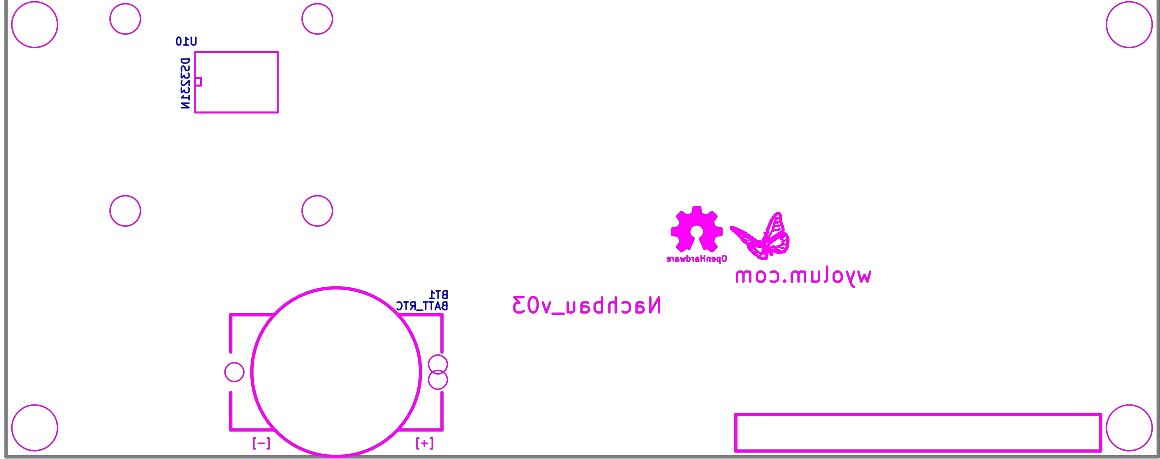 U10
DS3231N
OpenHardware
wyolum.com
Nachbau_v03
BT1
BATT_RTC
[-]
[+]